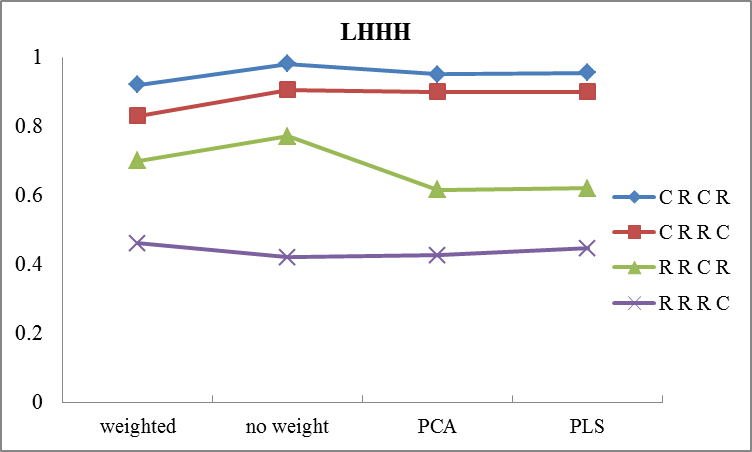 LHHH
1
0.8
0.6
0.4
0.2
0
weighted
no weight
PCA
PLS
C R C R
C R R C
R R C R
R R R C